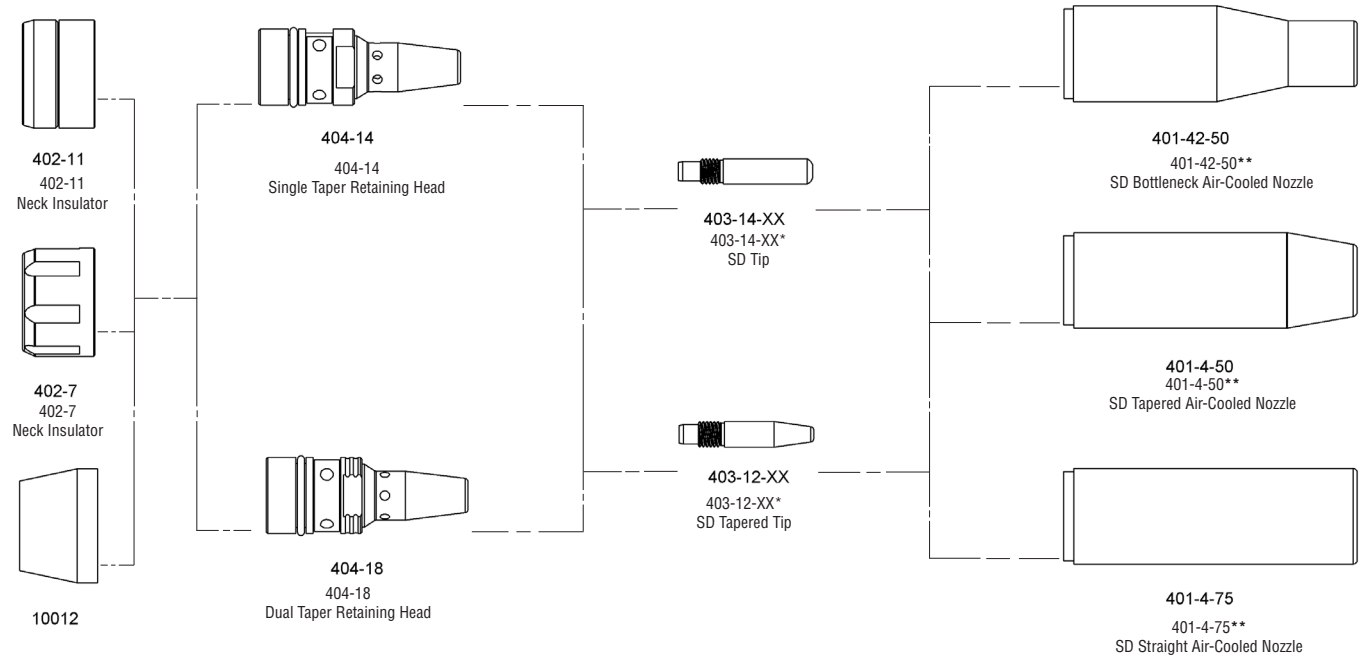 402-11
402-11
Neck Insulator
402-7
402-7
Neck Insulator
10012
404-14
404-14
Single Taper Retaining Head
404-18
404-18
Dual Taper Retaining Head
403-14-XX
403-14-XX*
SD Tip
403-12-XX
403-12-XX*
SD Tapered Tip
401-42-50
401-42-50**
SD Bottleneck Air-Cooled Nozzle
401-4-50
401-4-50**
SD Tapered Air-Cooled Nozzle
401-4-75
401-4-75**
SD Straight Air-Cooled Nozzle